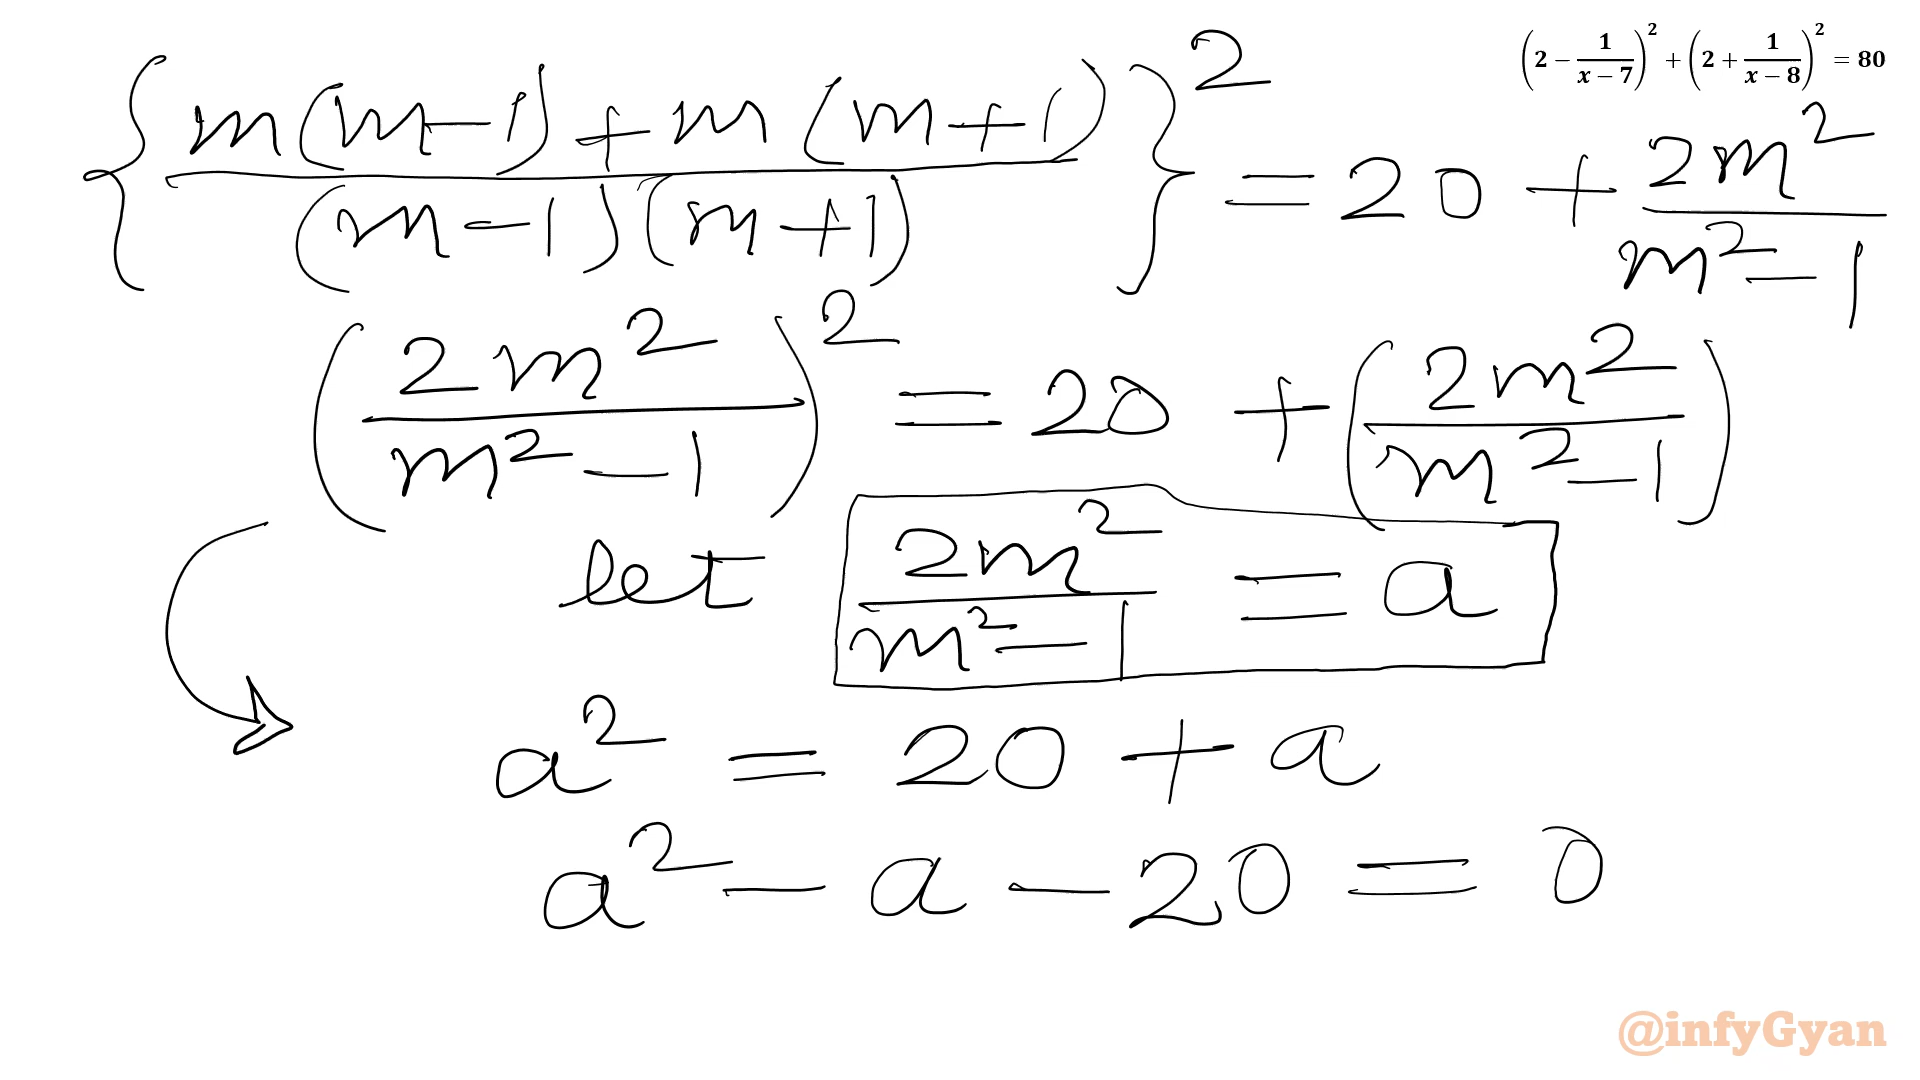 (2 − 1/(x − 7))² + (2 + 1/(x − 8))² = 80
{(m(m−1) + m(m+1))/((m−1)(m+1))}² = 20 + 2m²/(m²−1)
(2m²/(m²−1))² = 20 + (2m²/(m²−1))
let 2m²/(m²−1) = a
a² = 20 + a
a² − a − 20 = 0
@infyGyan